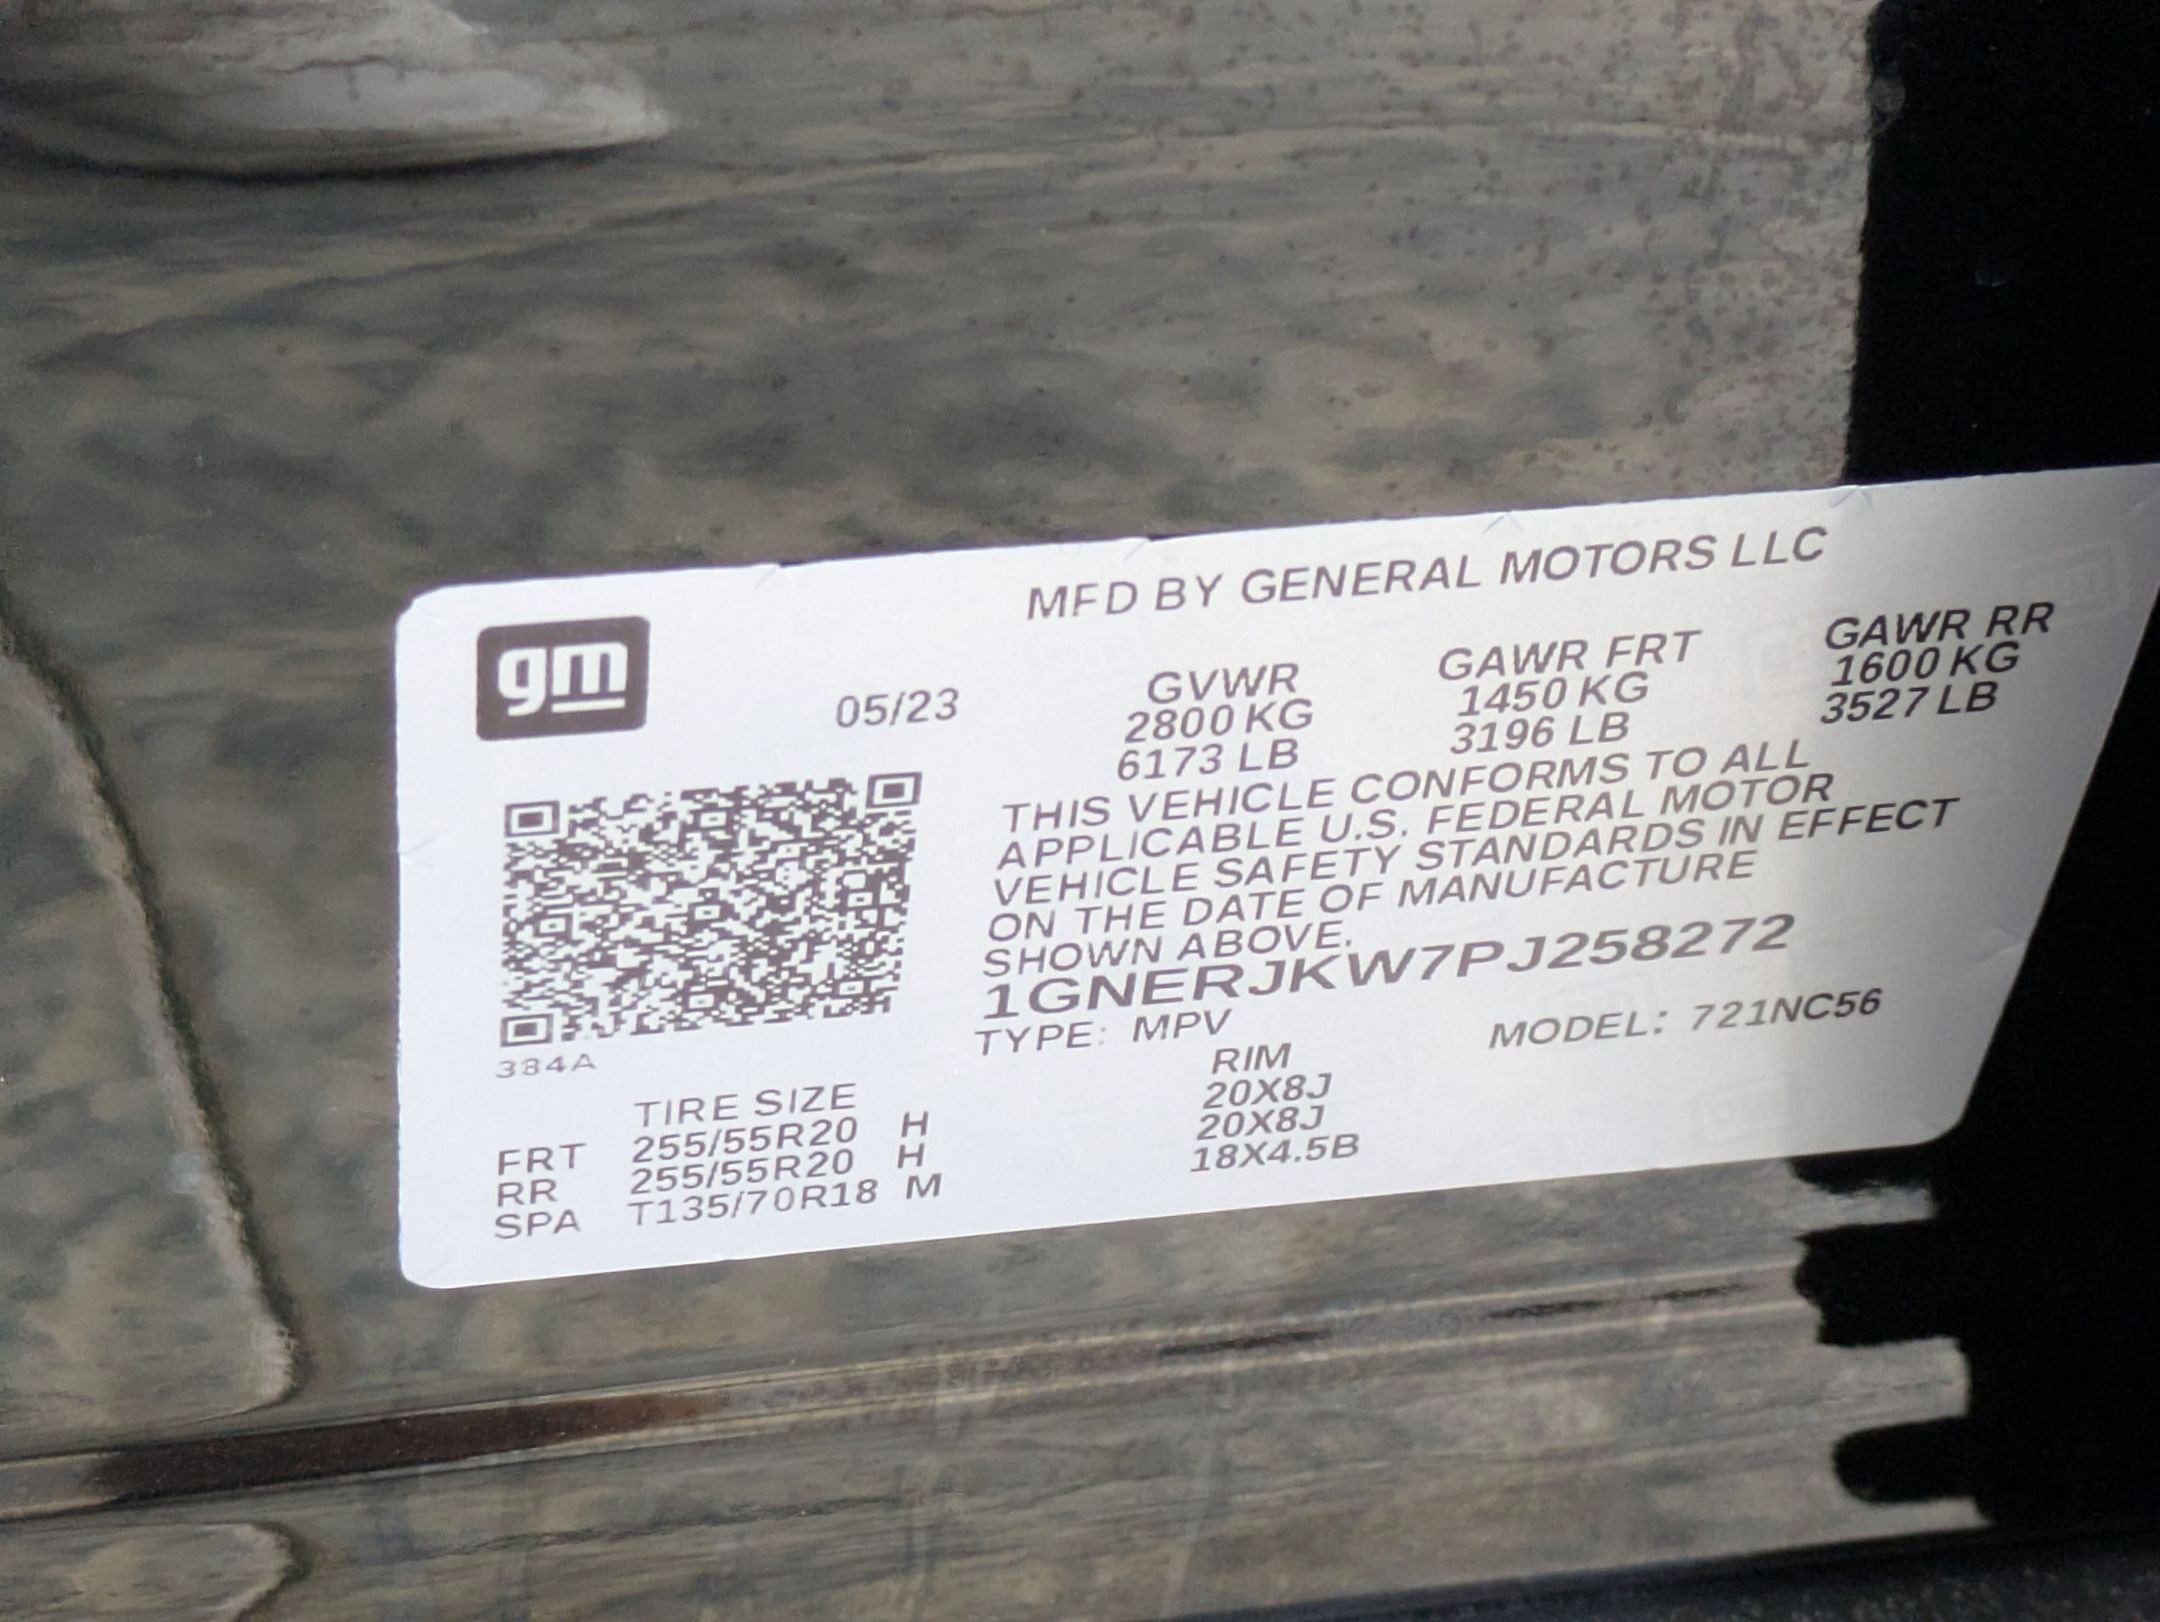 gm
MFD BY GENERAL MOTORS LLC
05/23 GVWR GAWR FRT GAWR RR
2800 KG 1450 KG 1600 KG
6173 LB 3196 LB 3527 LB
THIS VEHICLE CONFORMS TO ALL
APPLICABLE U.S. FEDERAL MOTOR
VEHICLE SAFETY STANDARDS IN EFFECT
ON THE DATE OF MANUFACTURE
SHOWN ABOVE.
1GNERJKW7PJ258272
TYPE: MPV MODEL: 721NC56
384A
TIRE SIZE RIM
FRT 255/55R20 H 20X8J
RR 255/55R20 H 20X8J
SPA T135/70R18 M 18X4.5B